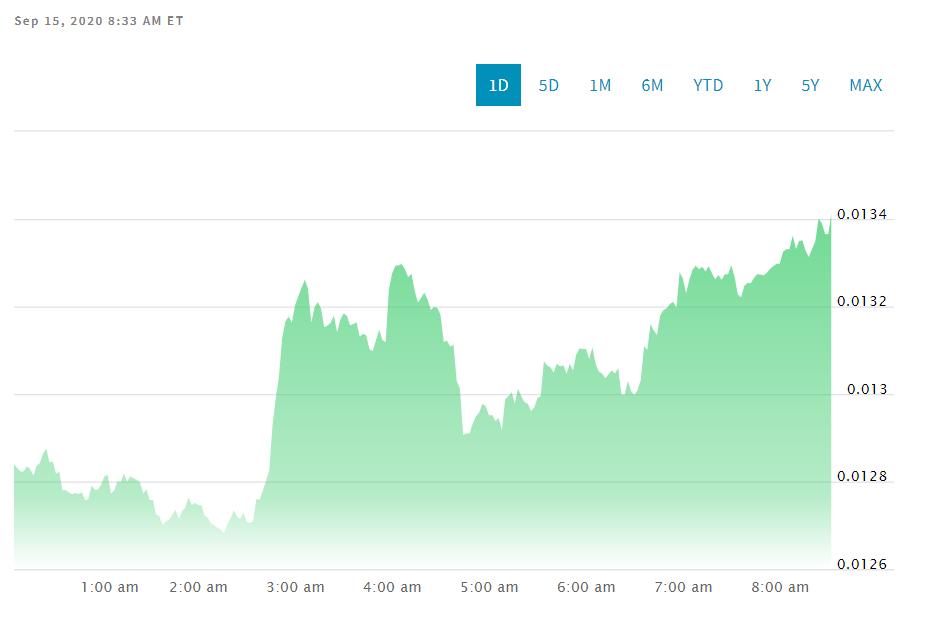 Sep 15, 2020 8:33 AM ET
1D 5D 1M 6M YTD 1Y 5Y MAX
0.0134
0.0132
0.013
0.0128
0.0126
1:00 am 2:00 am 3:00 am 4:00 am 5:00 am 6:00 am 7:00 am 8:00 am